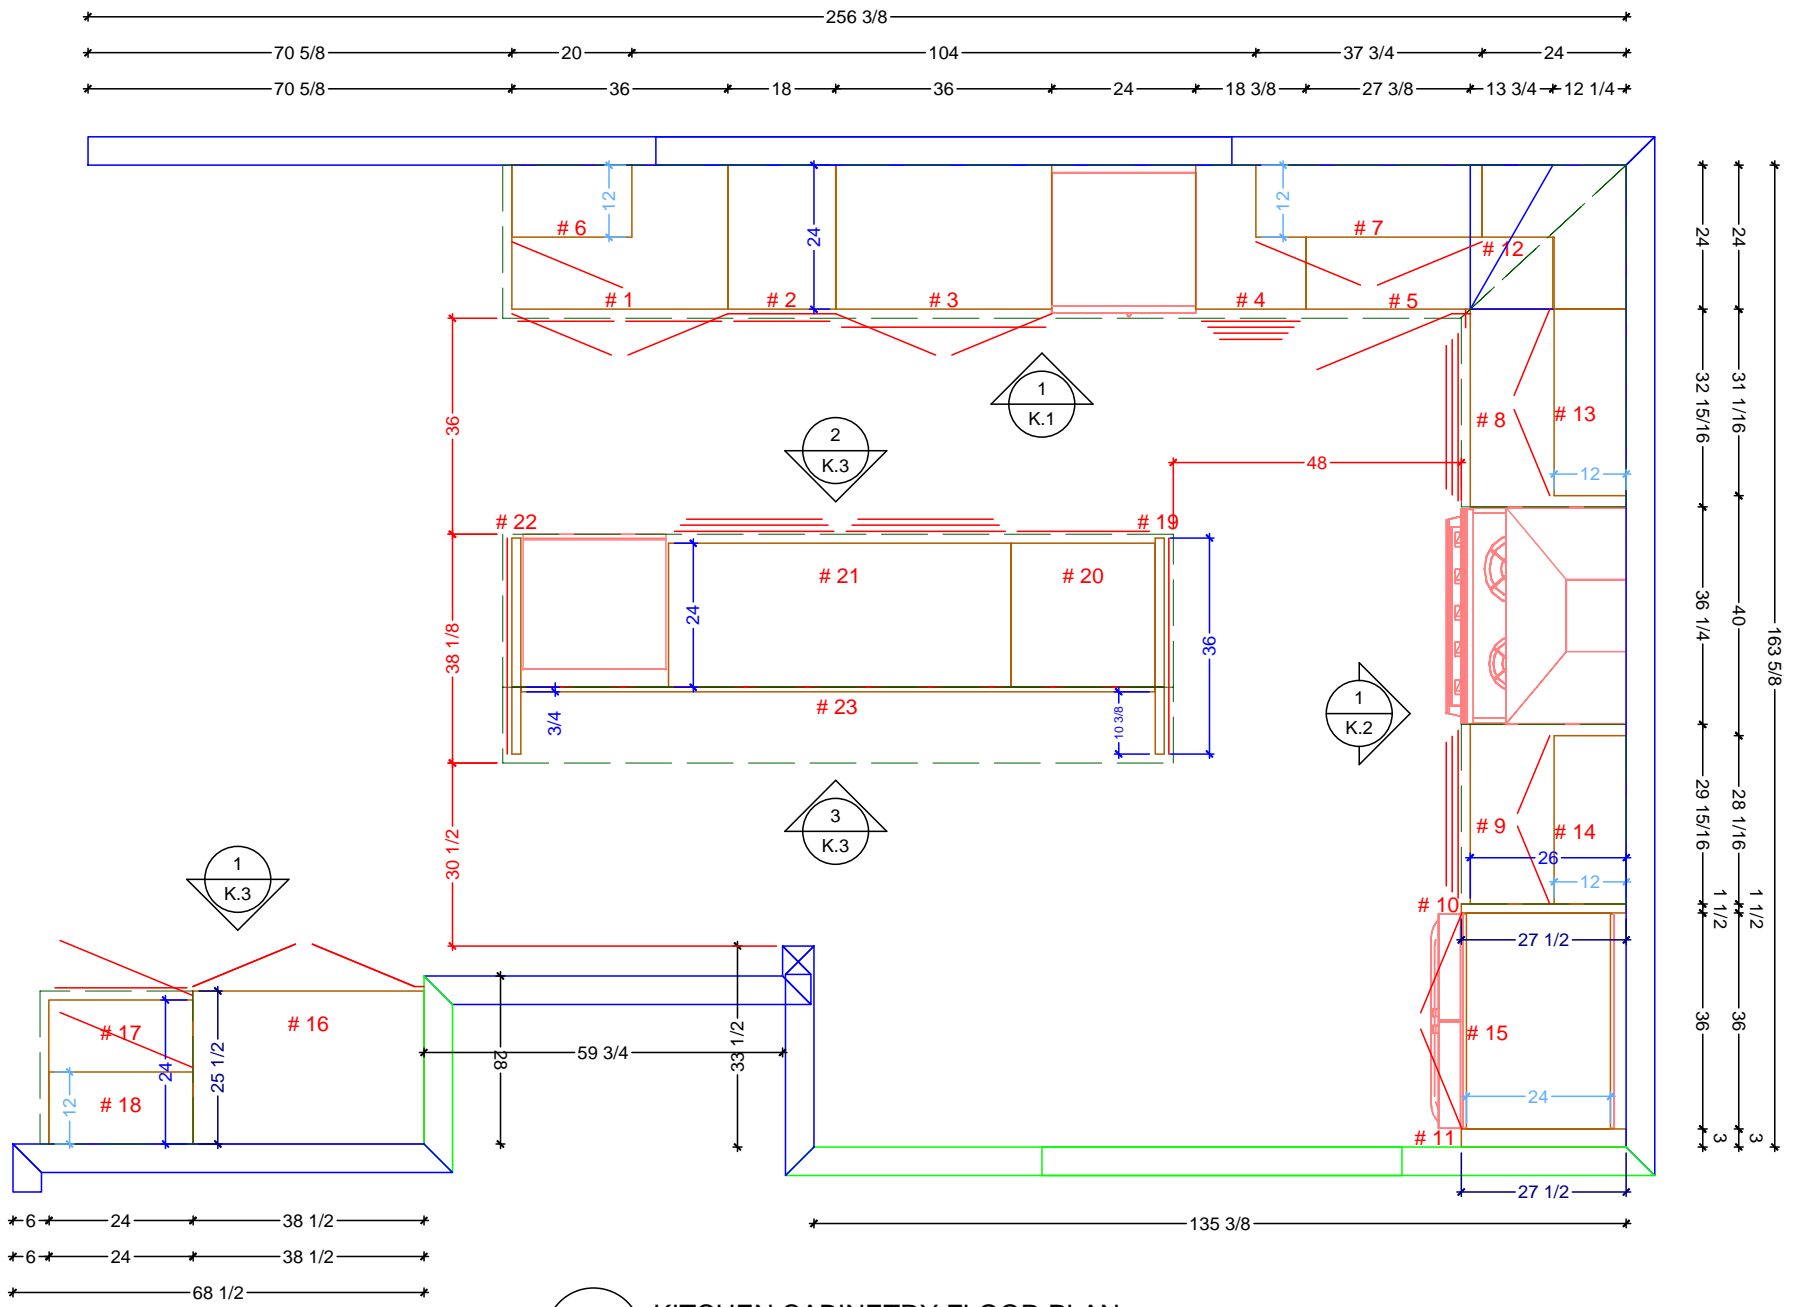 256 3/8
70 5/8 20 104 37 3/4 24
70 5/8 36 18 36 24 18 3/8 27 3/8 13 3/4 12 1/4
12 24 12
# 6 # 7 # 12
# 1 # 2 # 3 # 4 # 5
24 24
32 15/16 31 1/16
36
1
K.1
2
K.3
48
# 8 # 13
12
# 22 # 19
# 21 # 20
24 36
38 1/8
# 23
3/4
10 3/8
36 1/4 40
163 5/8
1
K.2
3
K.3
30 1/2
# 9 # 14
26
12
29 15/16 28 1/16
# 10
27 1/2
1 1/2 1 1/2
1
K.3
# 16
# 17
# 18
12
24
25 1/2
28
59 3/4
33 1/2
# 15
24
36 36
# 11
3 3
27 1/2
6 24 38 1/2
135 3/8
6 24 38 1/2
68 1/2
KITCHEN CABINETRY FLOOR PLAN